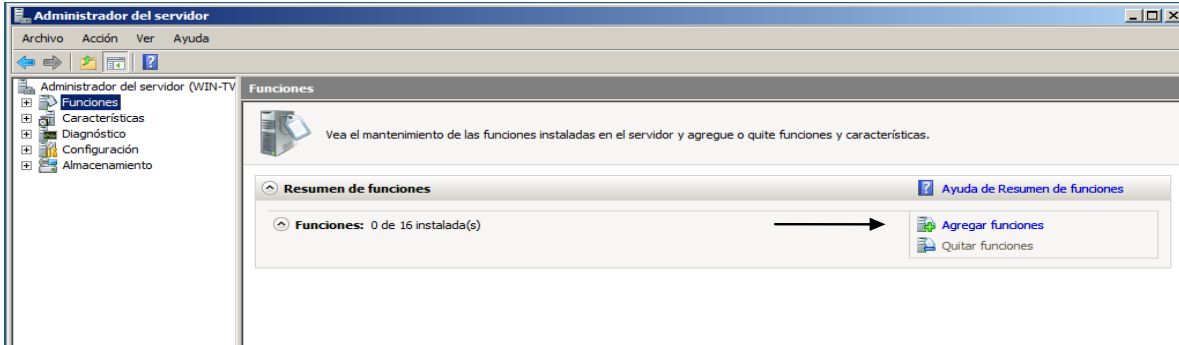 Administrador del servidor
Archivo Acción Ver Ayuda
Administrador del servidor (WIN-TV
Funciones
Características
Diagnóstico
Configuración
Almacenamiento
Funciones
Vea el mantenimiento de las funciones instaladas en el servidor y agregue o quite funciones y características.
Resumen de funciones
Ayuda de Resumen de funciones
Funciones: 0 de 16 instalada(s)
Agregar funciones
Quitar funciones